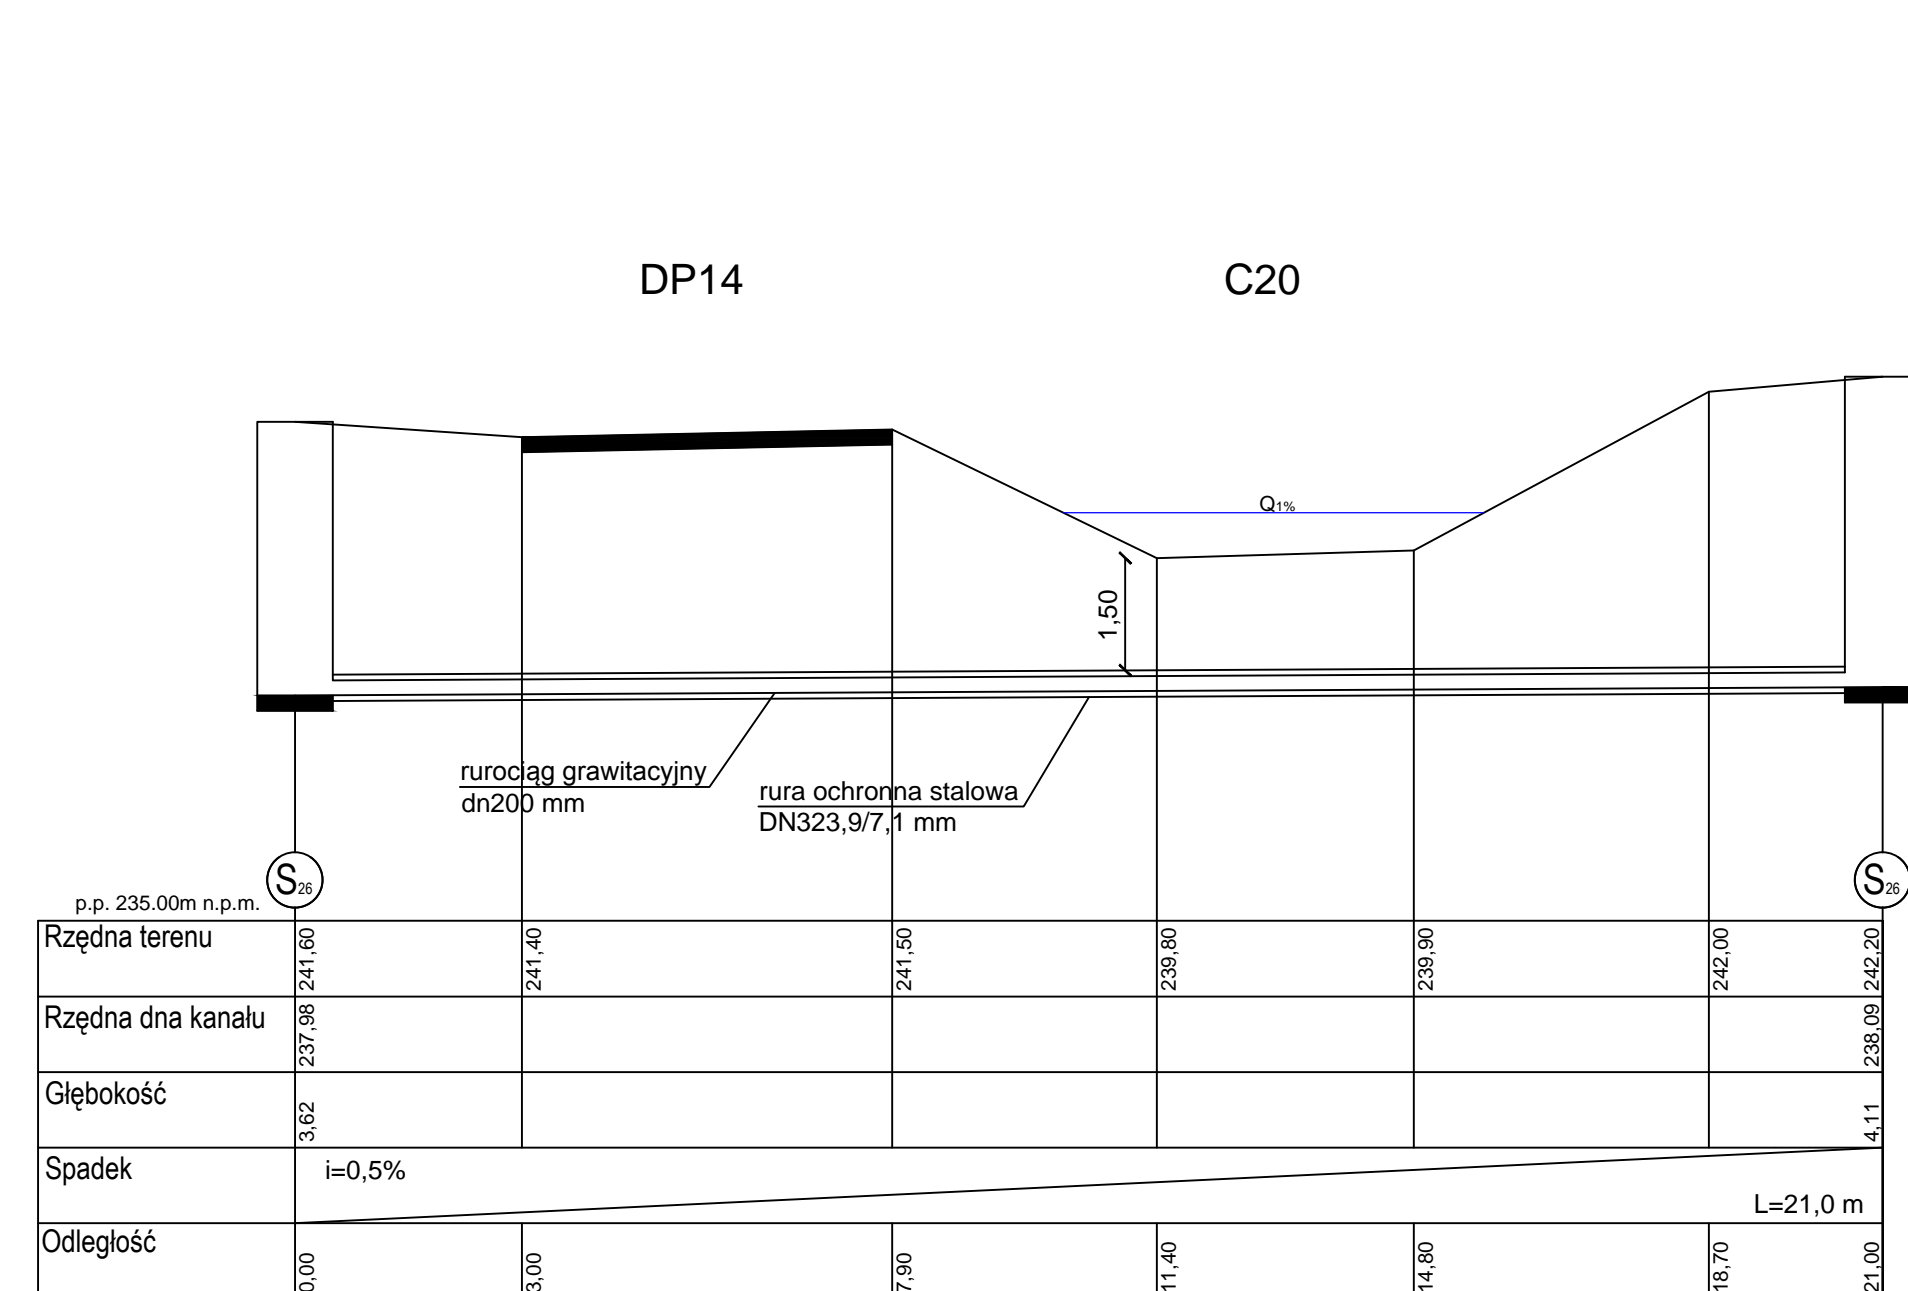 DP14
C20
Q1%
1,50
rurociąg grawitacyjny
dn200 mm
rura ochronna stalowa
DN323,9/7,1 mm
S26
S26
p.p. 235.00m n.p.m.
Rzędna terenu
241,60
241,40
241,50
239,80
239,90
242,00
242,20
Rzędna dna kanału
237,98
238,09
Głębokość
3,62
4,11
Spadek
i=0,5%
L=21,0 m
Odległość
0,00
3,00
7,90
11,40
14,80
18,70
21,00